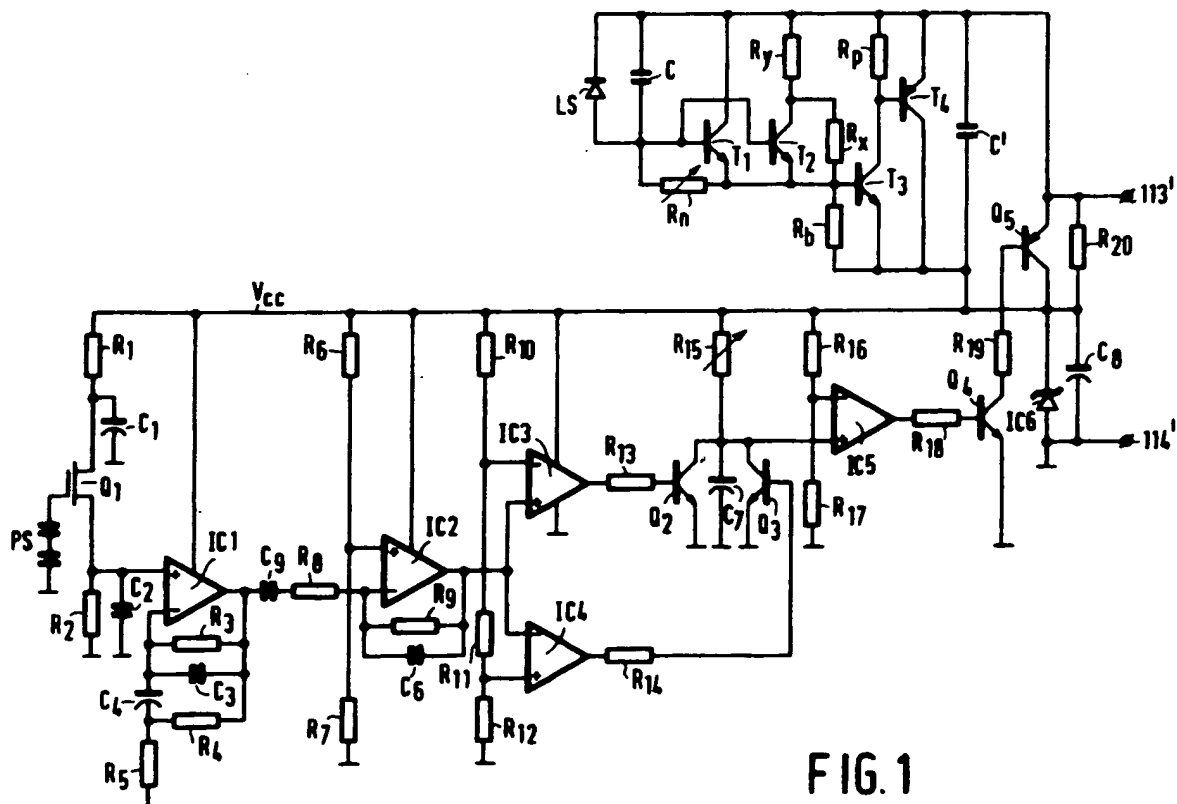 LS
C
Ry
Rp
T4
C'
T1
T2
Rx
T3
Rn
Rb
113'
Q5
R20
Vcc
R1
R6
R10
R15
R16
R19
C8
C1
Q4
IC6
Q1
IC3
R13
IC5
R18
114'
PS
IC1
C9
R8
IC2
Q2
C7
Q3
R17
R2
C2
R3
R9
IC4
C4
C3
C6
R11
R14
R4
R7
R12
R5
+
-
+
-
-
+
-
+
-
+
FIG. 1